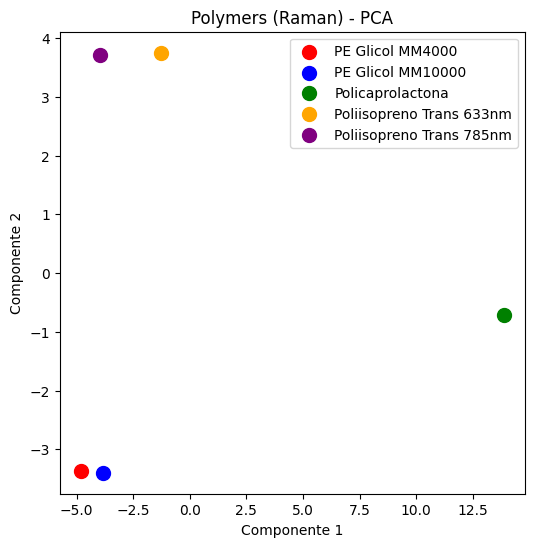 Polymers (Raman) - PCA
PE Glicol MM4000
PE Glicol MM10000
Policaprolactona
Poliisopreno Trans 633nm
Poliisopreno Trans 785nm
4
3
2
1
0
−1
−2
−3
Componente 2
−5.0 −2.5 0.0 2.5 5.0 7.5 10.0 12.5
Componente 1